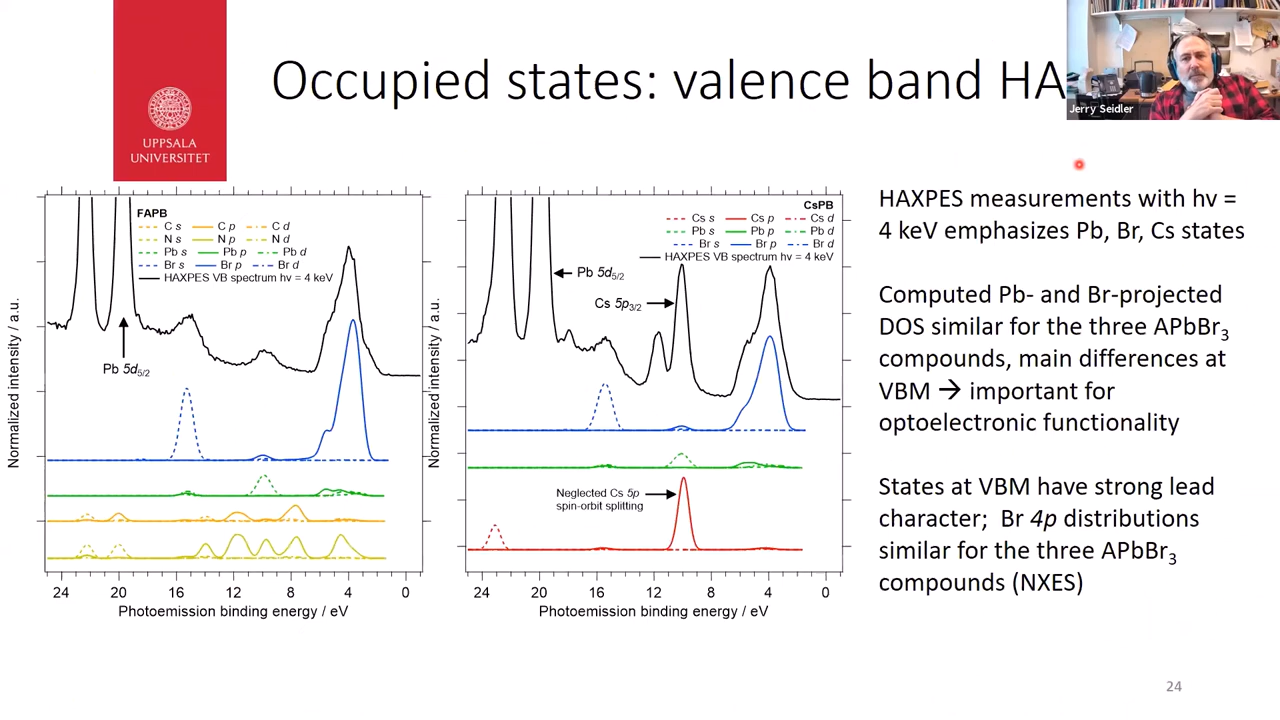 Occupied states: valence band HA
Jerry Seidler
UPPSALA
UNIVERSITET
FAPB
C s C p C d
N s N p N d
Pb s Pb p Pb d
Br s Br p Br d
HAXPES VB spectrum hν = 4 keV
Pb 5d5/2
Normalized intensity / a.u.
24 20 16 12 8 4 0
Photoemission binding energy / eV
CsPB
Cs s Cs p Cs d
Pb s Pb p Pb d
Br s Br p Br d
HAXPES VB spectrum hν = 4 keV
Pb 5d5/2
Cs 5p3/2
Neglected Cs 5p
spin-orbit splitting
Normalized intensity / a.u.
24 20 16 12 8 4 0
Photoemission binding energy / eV
HAXPES measurements with hν =
4 keV emphasizes Pb, Br, Cs states
Computed Pb- and Br-projected
DOS similar for the three APbBr3
compounds, main differences at
VBM → important for
optoelectronic functionality
States at VBM have strong lead
character; Br 4p distributions
similar for the three APbBr3
compounds (NXES)
24